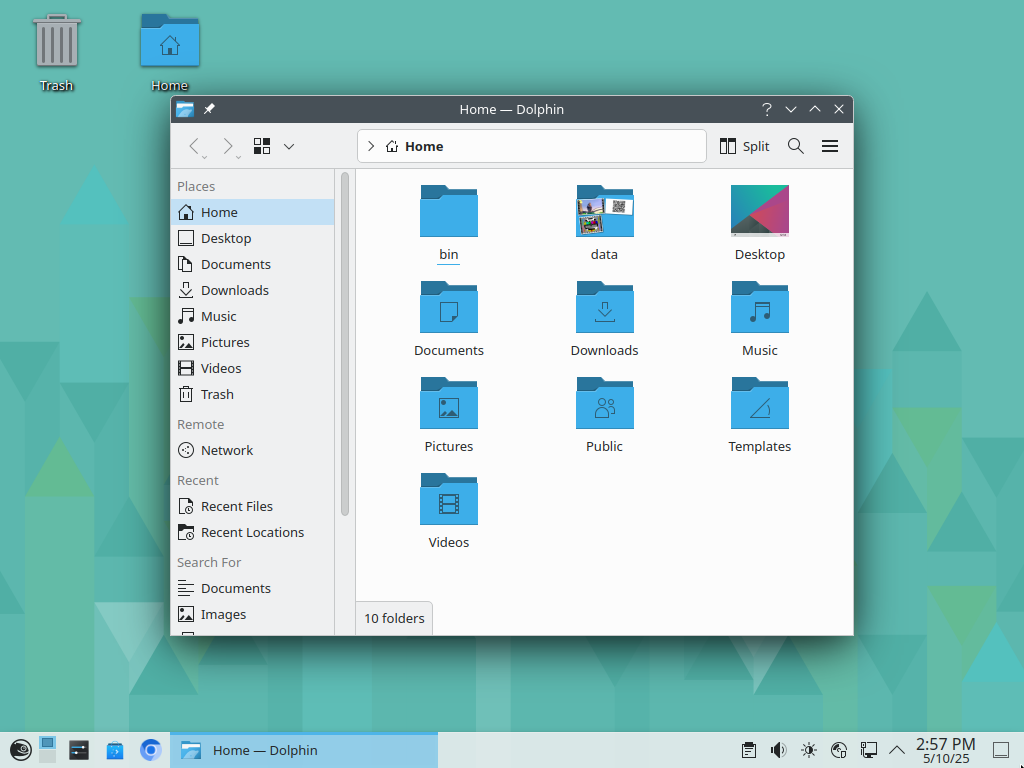 Trash
Home
Home — Dolphin
Home
Split
Places
Home
Desktop
Documents
Downloads
Music
Pictures
Videos
Trash
Remote
Network
Recent
Recent Files
Recent Locations
Search For
Documents
Images
bin
data
Desktop
Documents
Downloads
Music
Pictures
Public
Templates
Videos
10 folders
Home — Dolphin
2:57 PM
5/10/25